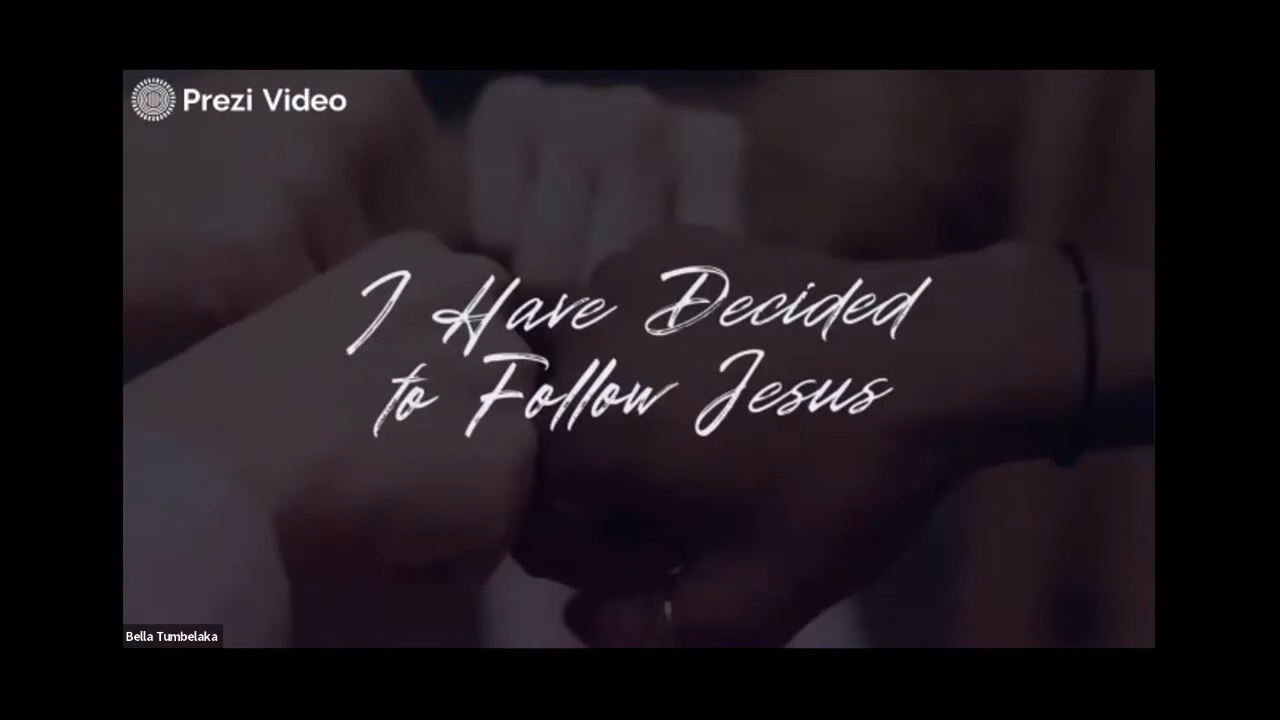 Prezi Video
I Have Decided
to Follow Jesus
Bella Tumbelaka